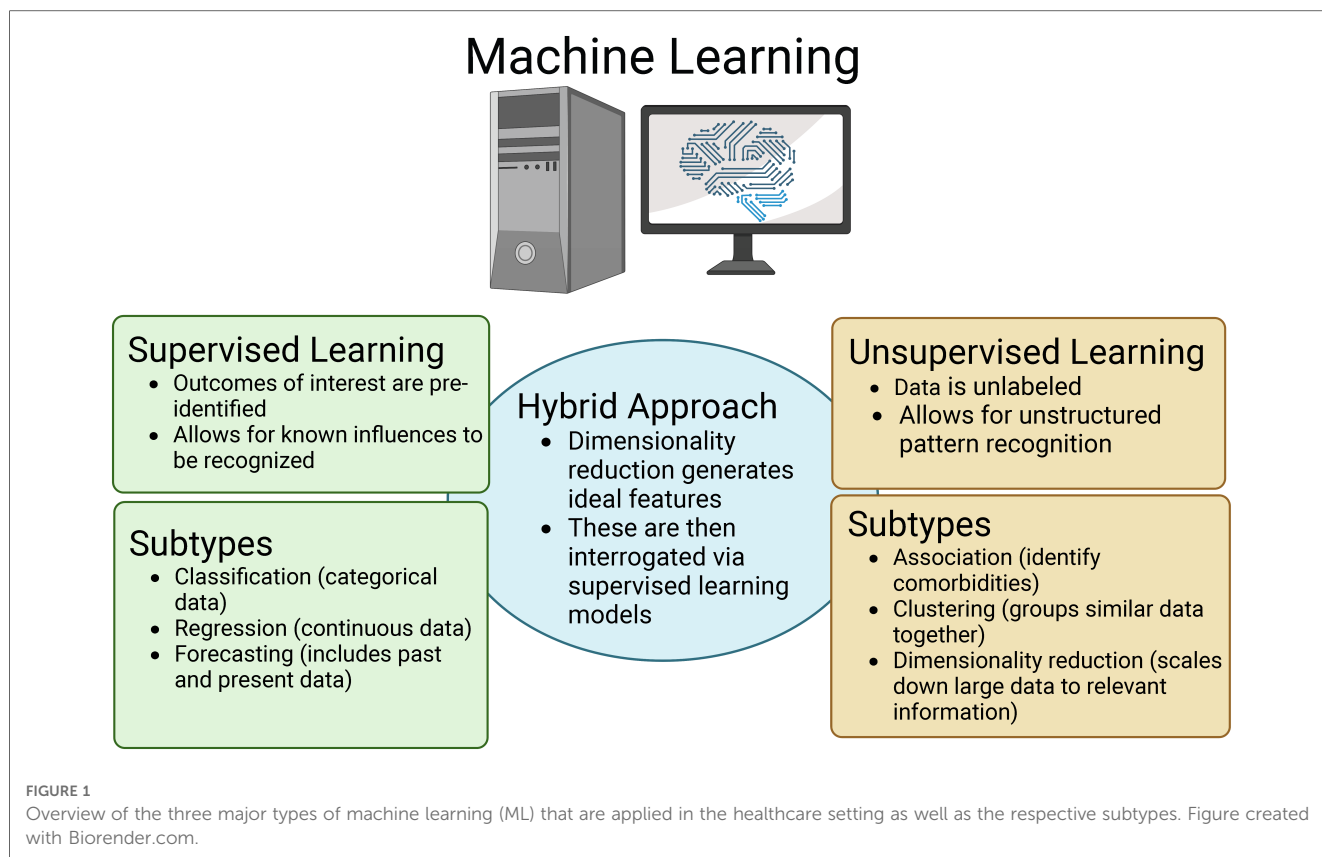 Machine Learning
Supervised Learning
• Outcomes of interest are pre-
identified
• Allows for known influences to
be recognized
Subtypes
• Classification (categorical
data)
• Regression (continuous data)
• Forecasting (includes past
and present data)
Hybrid Approach
• Dimensionality
reduction generates
ideal features
• These are then
interrogated via
supervised learning
models
Unsupervised Learning
• Data is unlabeled
• Allows for unstructured
pattern recognition
Subtypes
• Association (identify
comorbidities)
• Clustering (groups similar data
together)
• Dimensionality reduction (scales
down large data to relevant
information)
FIGURE 1
Overview of the three major types of machine learning (ML) that are applied in the healthcare setting as well as the respective subtypes. Figure created
with Biorender.com.